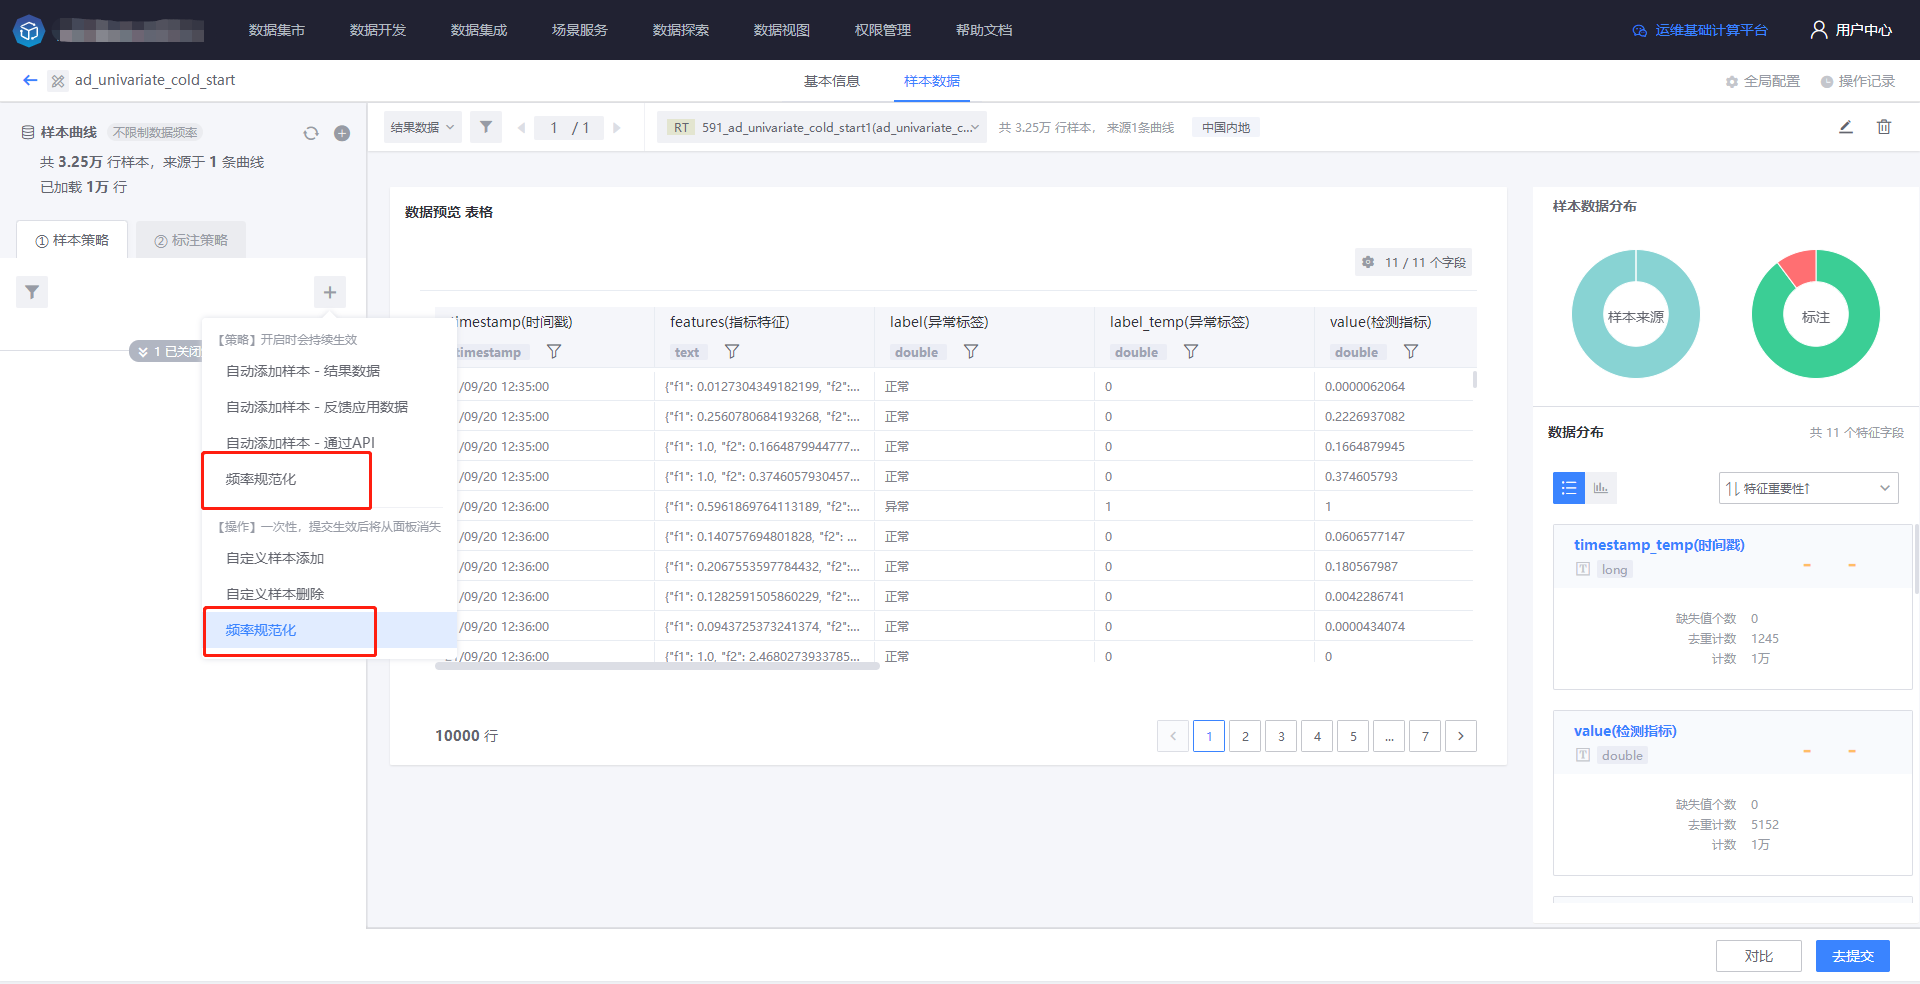 数据集市 数据开发 数据集成 场景服务 数据探索 数据视图 权限管理 帮助文档 运维基础计算平台 用户中心
ad_univariate_cold_start 基本信息 样本数据 全局配置 操作记录
样本曲线 不限制数据频率
共 3.25万 行样本，来源于 1 条曲线
已加载 1万 行
① 样本策略 ② 标注策略
1 已关闭
【策略】开启时会持续生效
自动添加样本 - 结果数据
自动添加样本 - 反馈应用数据
自动添加样本 - 通过API
频率规范化
【操作】一次性，提交生效后将从面板消失
自定义样本添加
自定义样本删除
频率规范化
结果数据 1 / 1 RT 591_ad_univariate_cold_start1(ad_univariate_c... 共 3.25万 行样本， 来源1条曲线 中国内地
数据预览 表格
11 / 11 个字段
timestamp(时间戳) features(指标特征) label(异常标签) label_temp(异常标签) value(检测指标)
timestamp text double double double
/09/20 12:35:00 {"f1": 0.0127304349182199, "f2":... 正常 0 0.0000062064
/09/20 12:35:00 {"f1": 0.2560780684193268, "f2":... 正常 0 0.2226937082
/09/20 12:35:00 {"f1": 1.0, "f2": 0.1664879944777... 正常 0 0.1664879945
/09/20 12:35:00 {"f1": 1.0, "f2": 0.3746057930457... 正常 0 0.374605793
/09/20 12:36:00 {"f1": 0.5961869764113189, "f2":... 异常 1 1
/09/20 12:36:00 {"f1": 0.140757694801828, "f2": ... 正常 0 0.0606577147
/09/20 12:36:00 {"f1": 0.2067553597784432, "f2":... 正常 0 0.180567987
/09/20 12:36:00 {"f1": 0.1282591505860229, "f2":... 正常 0 0.0042286741
/09/20 12:36:00 {"f1": 0.0943725373241374, "f2":... 正常 0 0.0000434074
/09/20 12:36:00 {"f1": 1.0, "f2": 2.4680273933785... 正常 0 0
10000 行
1 2 3 4 5 ... 7
样本数据分布
样本来源 标注
数据分布 共 11 个特征字段
特征重要性↑
timestamp_temp(时间戳)
T long
- -
缺失值个数 0
去重计数 1245
计数 1万
value(检测指标)
T double
- -
缺失值个数 0
去重计数 5152
计数 1万
对比 去提交